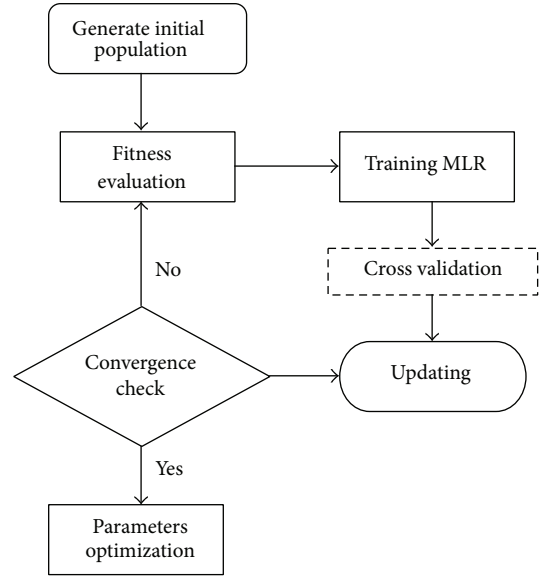 Generate initial
population
Fitness
evaluation
Training MLR
Cross validation
No
Convergence
check
Updating
Yes
Parameters
optimization